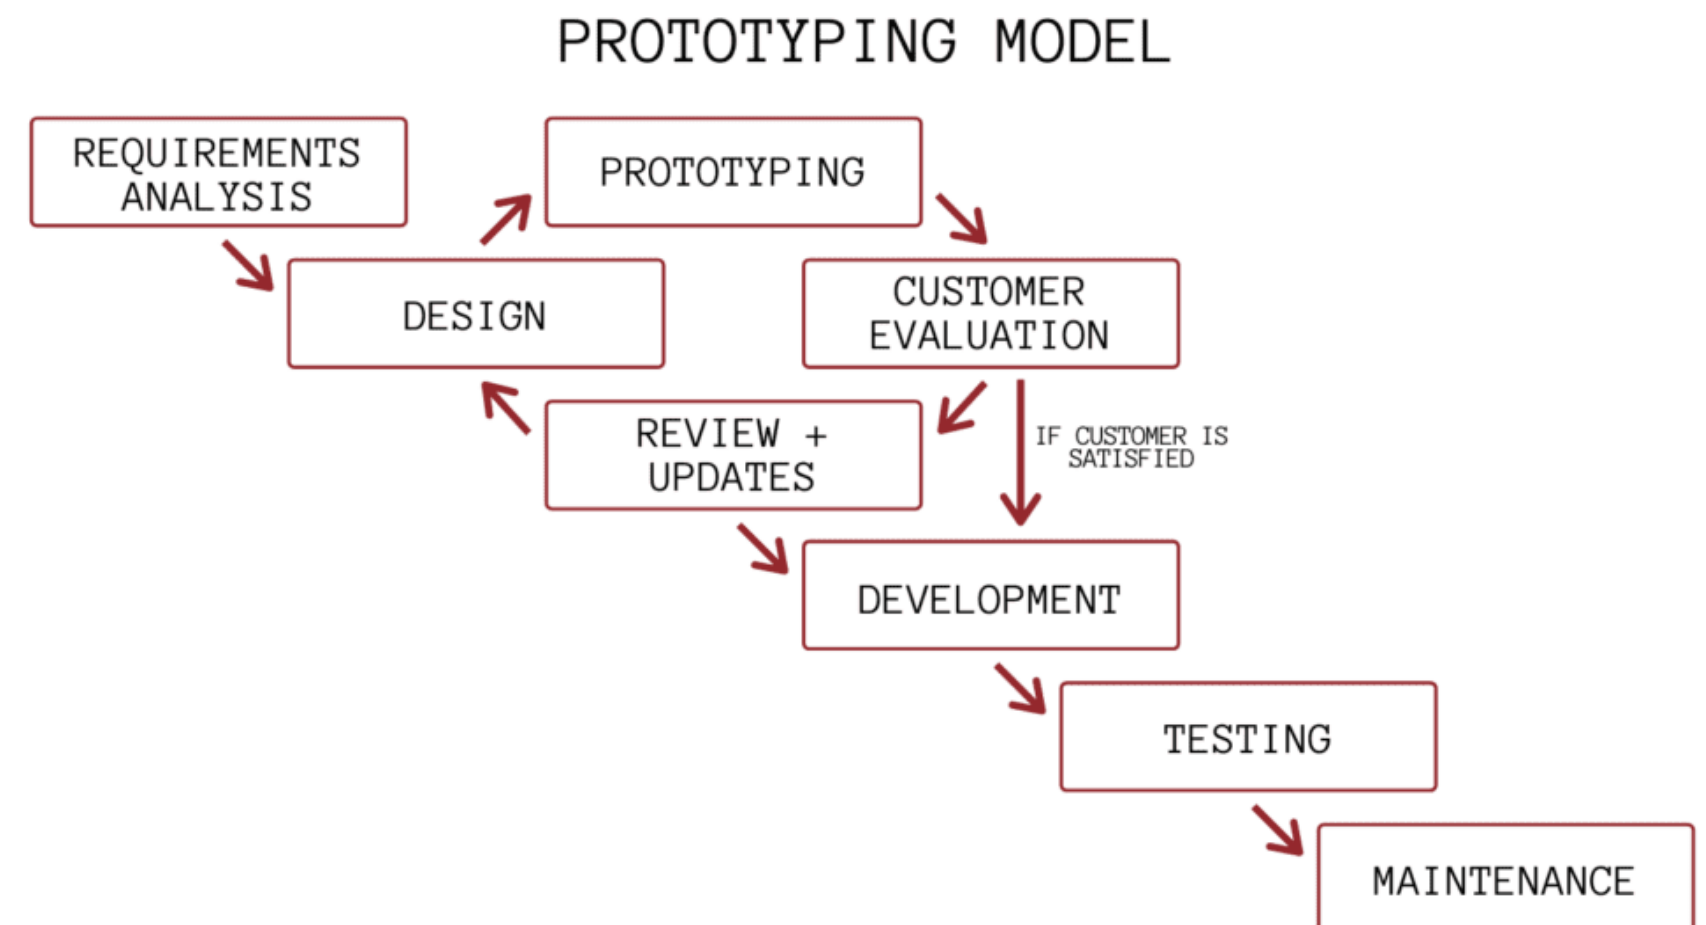 PROTOTYPING MODEL
REQUIREMENTS
ANALYSIS
PROTOTYPING
DESIGN
CUSTOMER
EVALUATION
REVIEW +
UPDATES
IF CUSTOMER IS
SATISFIED
DEVELOPMENT
TESTING
MAINTENANCE